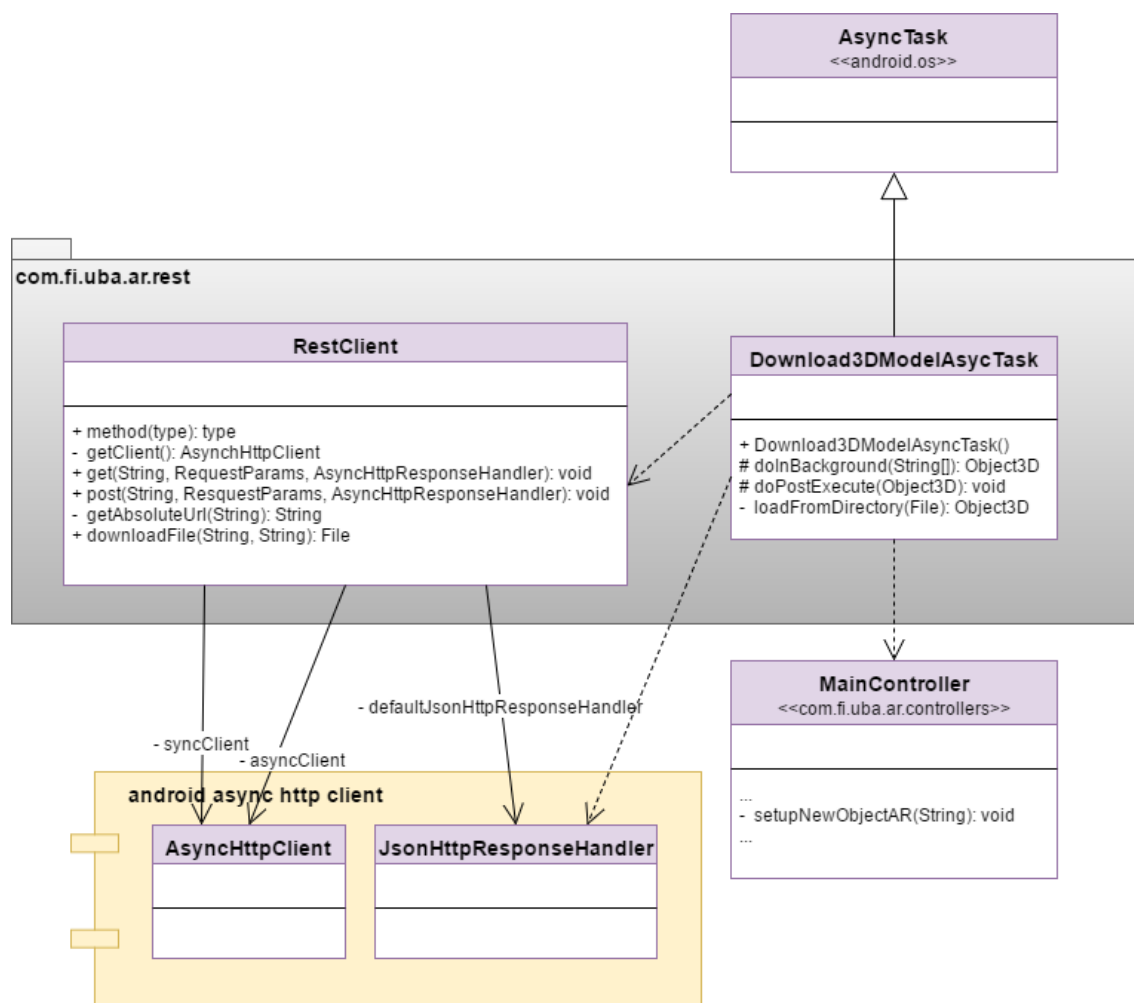 AsyncTask
<<android.os>>
com.fi.uba.ar.rest
RestClient
+ method(type): type
- getClient(): AsynchHttpClient
+ get(String, RequestParams, AsyncHttpResponseHandler): void
+ post(String, ResquestParams, AsyncHttpResponseHandler): void
- getAbsoluteUrl(String): String
+ downloadFile(String, String): File
Download3DModelAsycTask
+ Download3DModelAsyncTask()
# doInBackground(String[]): Object3D
# doPostExecute(Object3D): void
- loadFromDirectory(File): Object3D
MainController
<<com.fi.uba.ar.controllers>>
...
- setupNewObjectAR(String): void
...
- defaultJsonHttpResponseHandler
- syncClient
- asyncClient
android async http client
AsyncHttpClient
JsonHttpResponseHandler